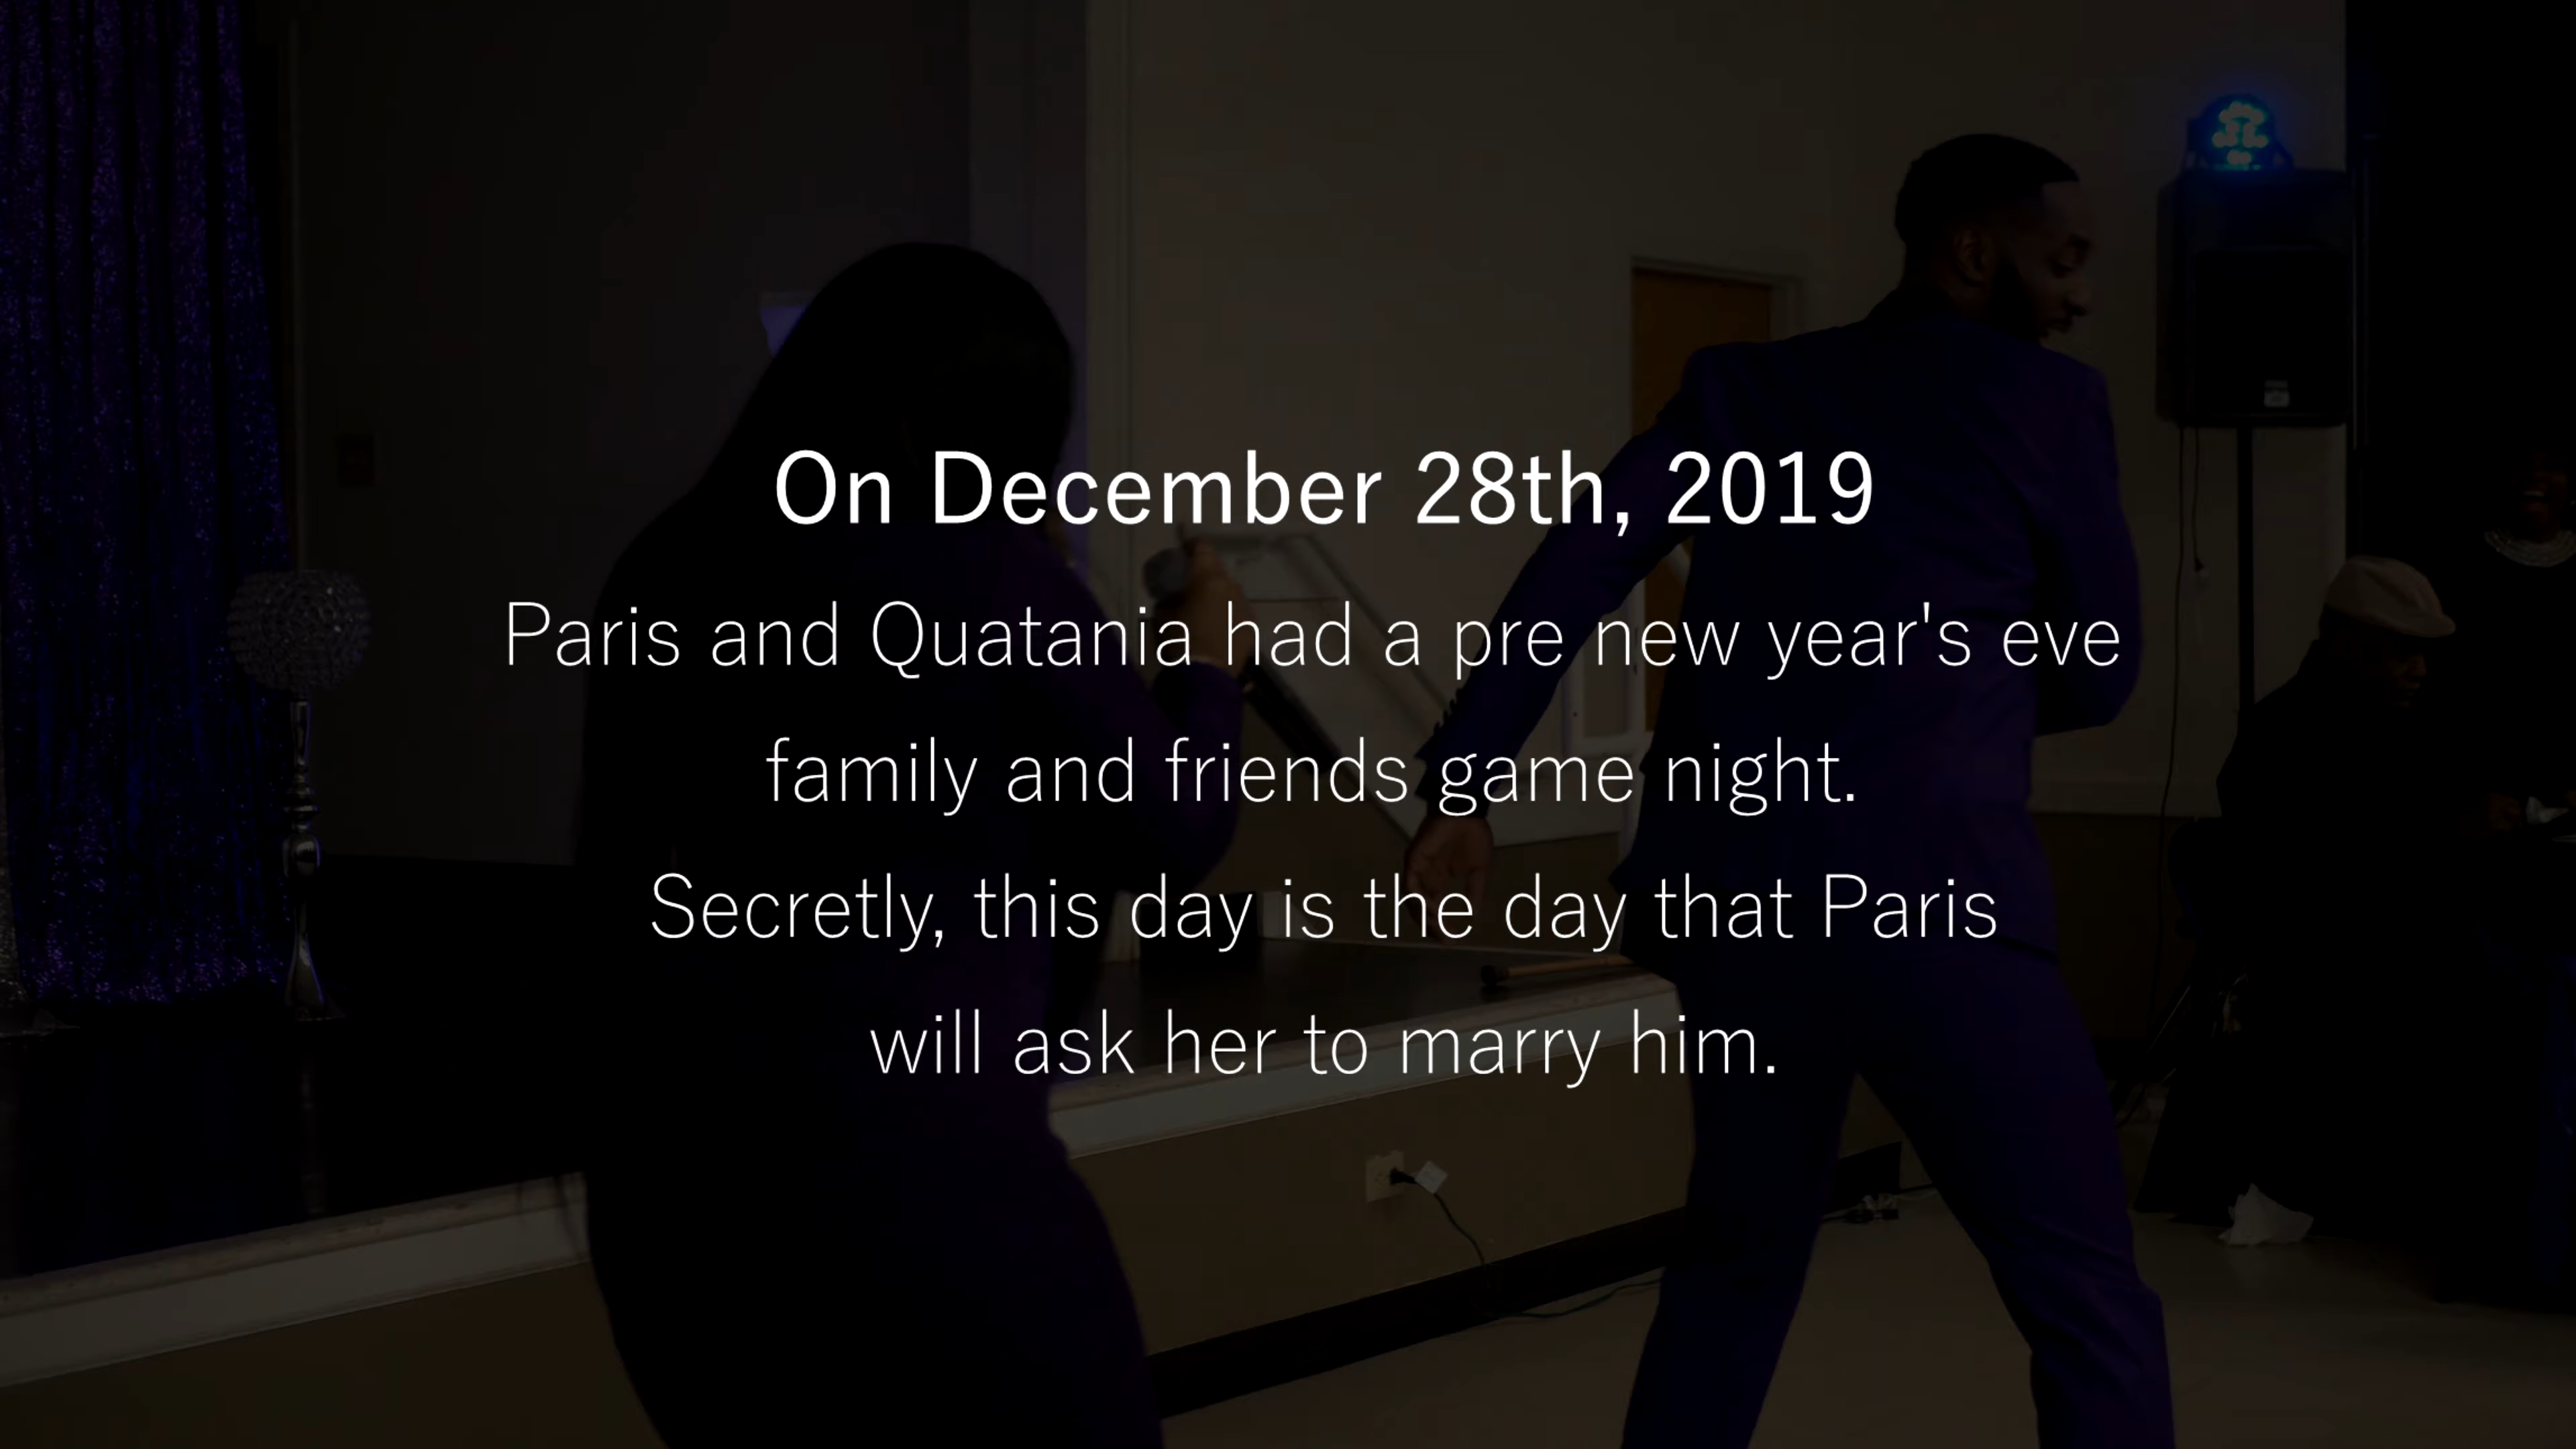 On December 28th, 2019
Paris and Quatania had a pre new year's eve
family and friends game night.
Secretly, this day is the day that Paris
will ask her to marry him.